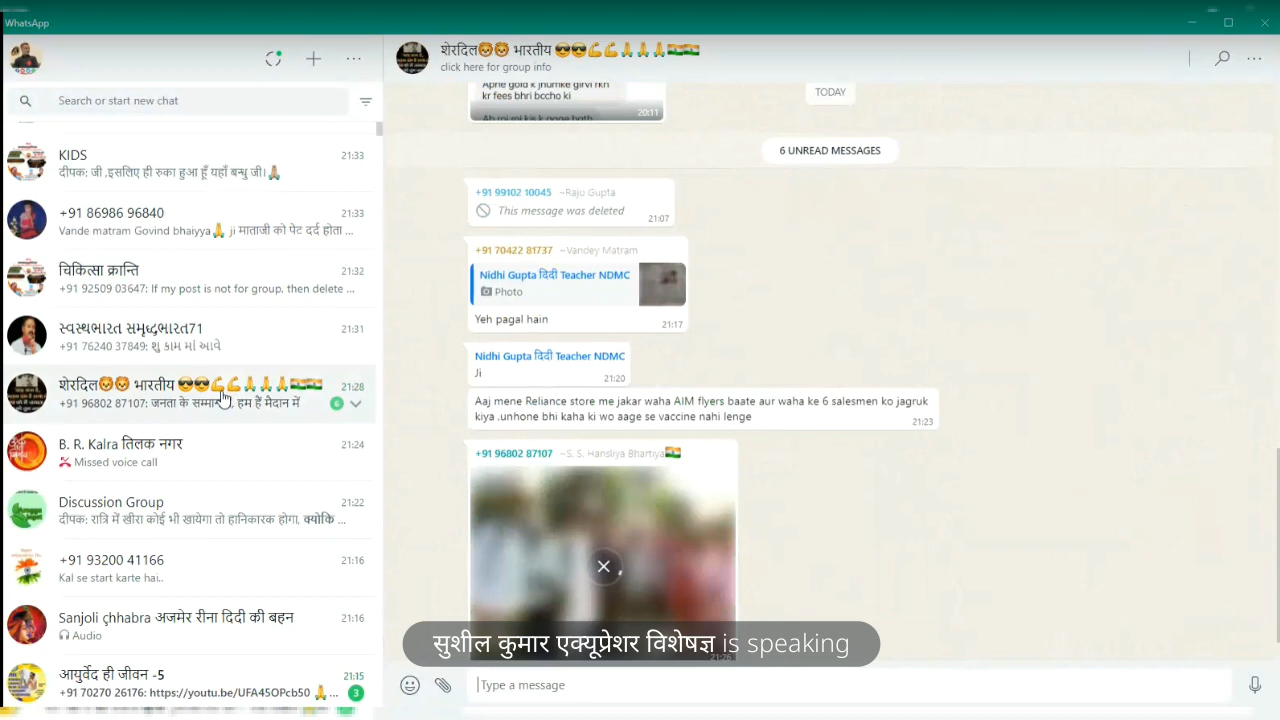 WhatsApp
Search or start new chat
KIDS 21:33
दीपक: जी ,इसलिए ही रुका हुआ हूँ यहाँ बन्धु जी।🙏🏼
+91 86986 96840 21:33
Vande matram Govind bhaiyya🙏 ji माताजी को पेट दर्द होता ...
चिकित्सा क्रान्ति 21:32
+91 92509 03647: If my post is not for group, then delete ...
સ્વસ્થભારત સમૃધ્ધભારત71 21:31
+91 76240 37849: શુ કામ માં આવે
शेरदिल🦁🦁 भारतीय 😎😎💪💪🙏🙏🙏🇮🇳🇮🇳 21:28
+91 96802 87107: जनता के सम्मान, हम हैं मैदान में 6
B. R. Kalra तिलक नगर 21:24
Missed voice call
Discussion Group 21:22
दीपक: रात्रि में खीरा कोई भी खायेगा तो हानिकारक होगा, क्योकि ...
+91 93200 41166 21:16
Kal se start karte hai..
Sanjoli çhhabra अजमेर रीना दिदी की बहन 21:16
Audio
आयुर्वेद ही जीवन -5 21:15
+91 70270 26176: https://youtu.be/UFA45OPcb50 🙏... 3
शेरदिल🦁🦁 भारतीय 😎😎💪💪🙏🙏🙏🇮🇳🇮🇳
click here for group info
Apne gold k jhumke girvi rkh
kr fees bhri bccho ki
20:11
TODAY
6 UNREAD MESSAGES
+91 99102 10045 ~Raju Gupta
This message was deleted
21:07
+91 70422 81737 ~Vandey Matram
Nidhi Gupta दिदी Teacher NDMC
Photo
Yeh pagal hain
21:17
Nidhi Gupta दिदी Teacher NDMC
Ji
21:20
Aaj mene Reliance store me jakar waha AIM flyers baate aur waha ke 6 salesmen ko jagruk
kiya .unhone bhi kaha ki wo aage se vaccine nahi lenge
21:23
+91 96802 87107 ~S. S. Hansliya Bhartiya🇮🇳
सुशील कुमार एक्यूप्रेशर विशेषज्ञ is speaking
Type a message